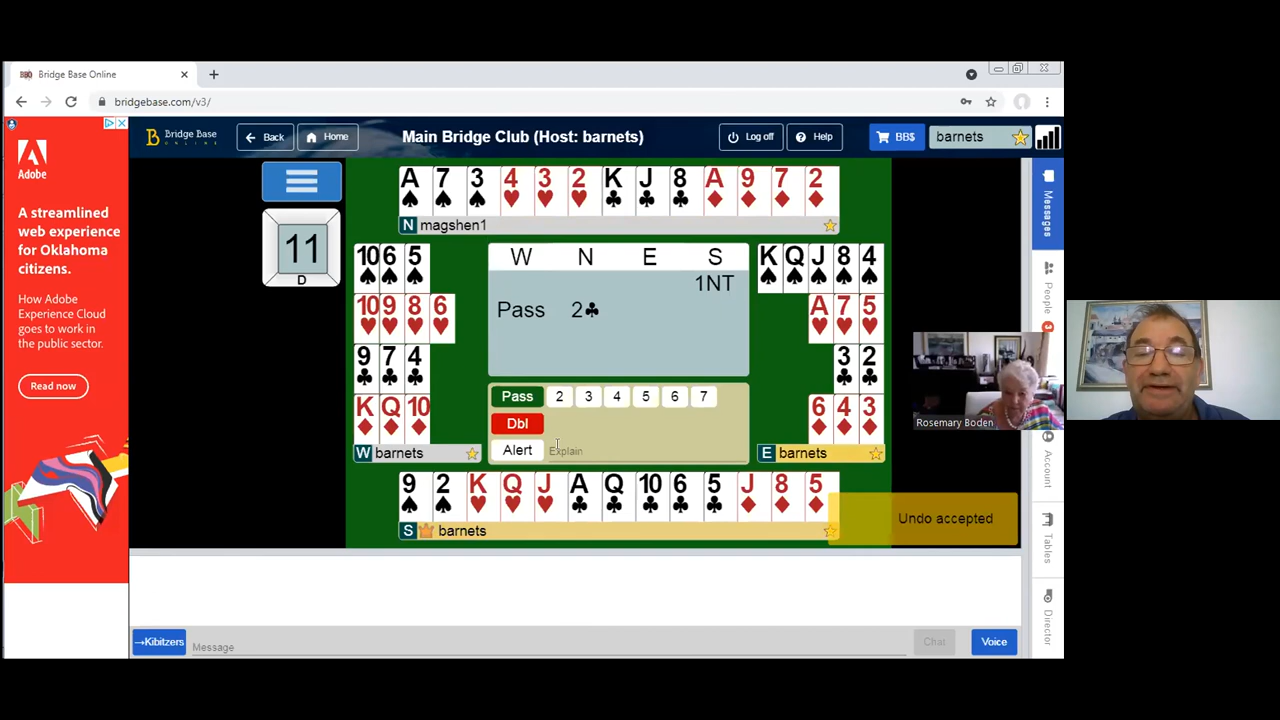 Bridge Base Online
bridgebase.com/v3/
Adobe
A streamlined
web experience
for Oklahoma
citizens.
How Adobe
Experience Cloud
goes to work in
the public sector.
Read now
Bridge Base
ONLINE
Back
Home
Main Bridge Club (Host: barnets)
Log off
Help
BB$
barnets
11
D
A 7 3 4 3 2 K J 8 A 9 7 2
N magshen1
10 6 5
10 9 8 6
9 7 4
K Q 10
W barnets
W N E S
1NT
Pass 2♣
Pass 2 3 4 5 6 7
Dbl
Alert Explain
K Q J 8 4
A 7 5
3 2
6 4 3
E barnets
9 2 K Q J A Q 10 6 5 J 8 5
S barnets
Undo accepted
Messages
People
3
Account
Tables
Director
→Kibitzers
Message
Chat
Voice
Rosemary Boden